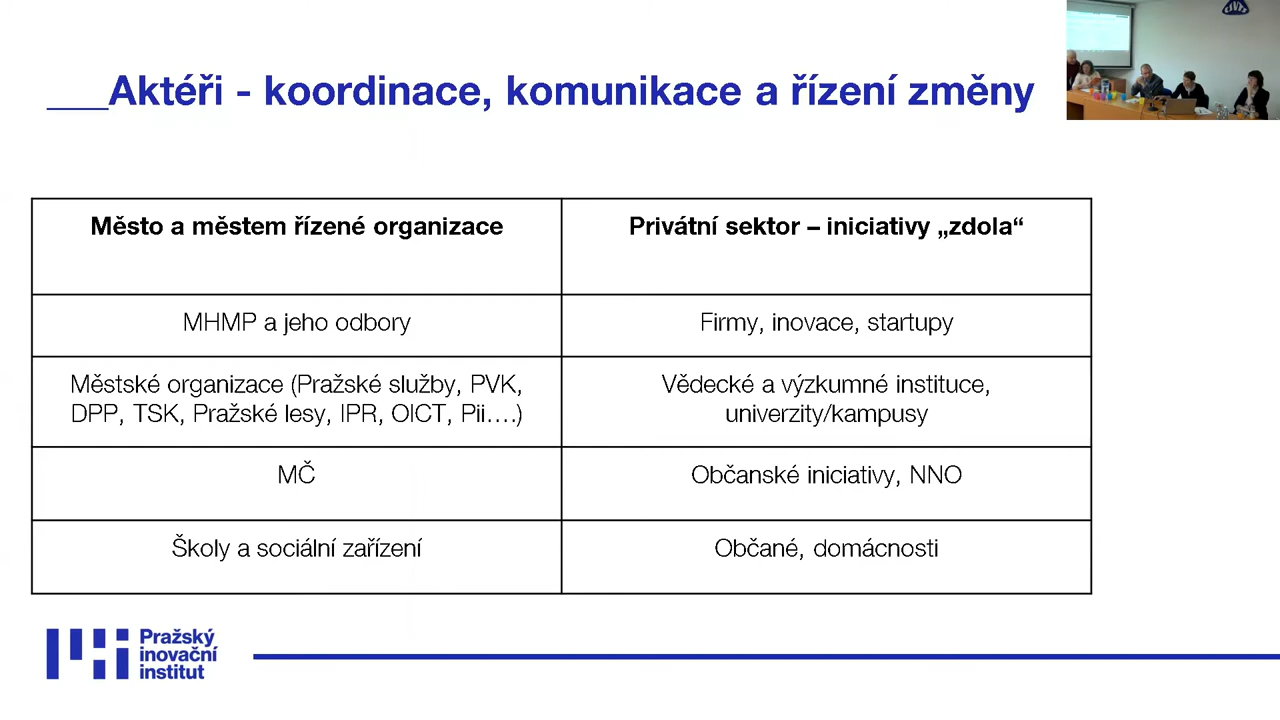 ___Aktéři - koordinace, komunikace a řízení změny
Město a městem řízené organizace
Privátní sektor – iniciativy „zdola“
MHMP a jeho odbory
Firmy, inovace, startupy
Městské organizace (Pražské služby, PVK,
DPP, TSK, Pražské lesy, IPR, OICT, Pii….)
Vědecké a výzkumné instituce,
univerzity/kampusy
MČ
Občanské iniciativy, NNO
Školy a sociální zařízení
Občané, domácnosti
Pražský
inovační
institut